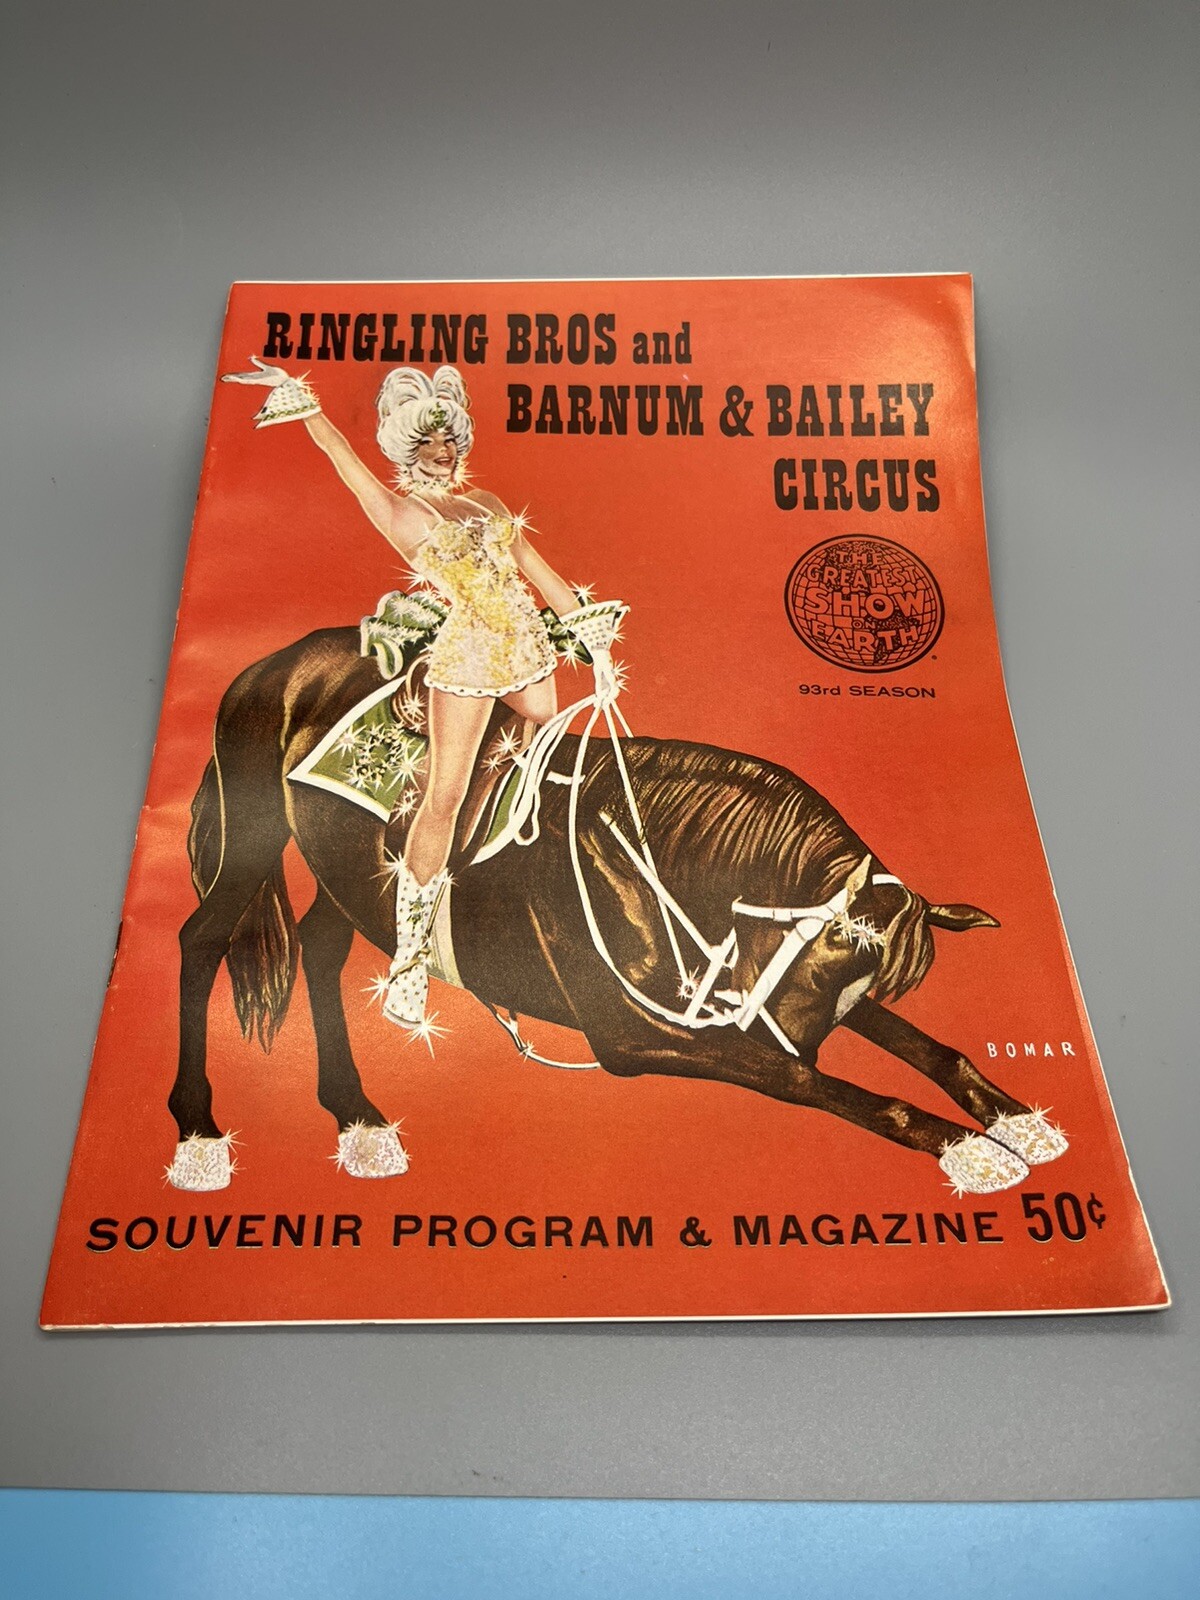 RINGLING BROS and
BARNUM & BAILEY
CIRCUS
THE
GREATEST
SHOW
ON
EARTH
93rd SEASON
BOMAR
SOUVENIR PROGRAM & MAGAZINE 50¢